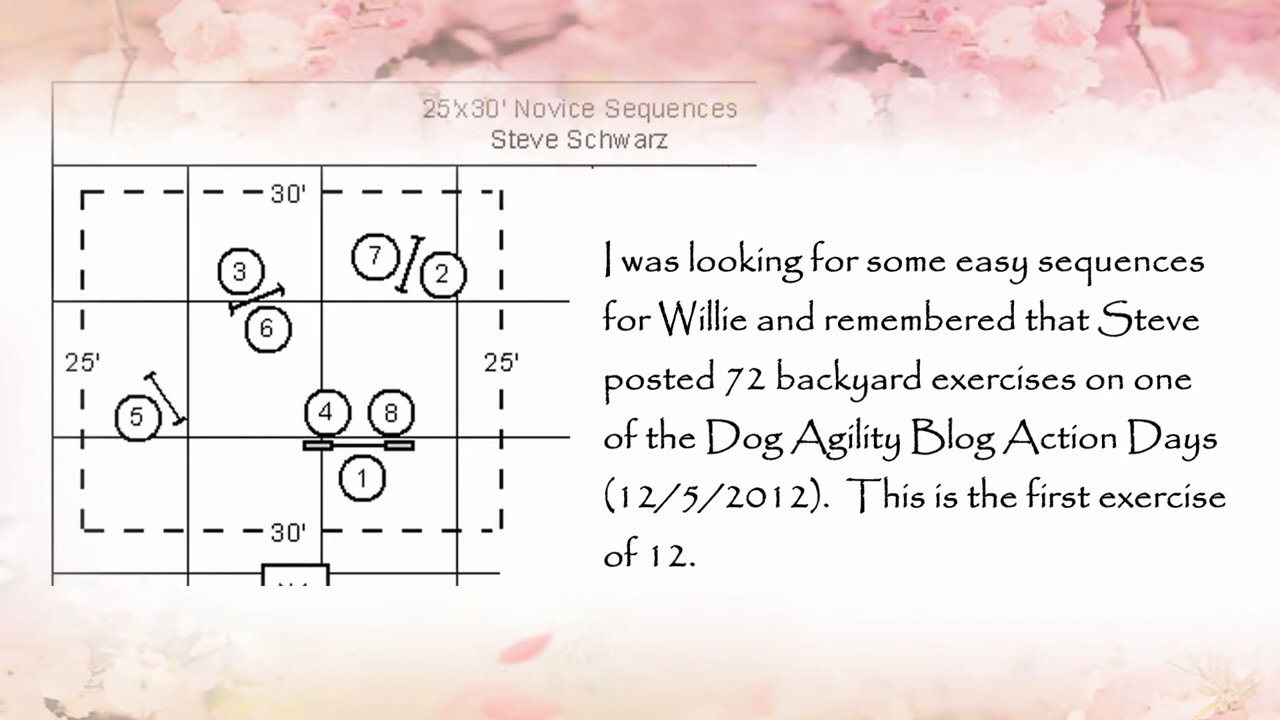 25'x30' Novice Sequences
Steve Schwarz
30'
7
3
2
6
25'
25'
4
8
5
1
30'
I was looking for some easy sequences
for Willie and remembered that Steve
posted 72 backyard exercises on one
of the Dog Agility Blog Action Days
(12/5/2012). This is the first exercise
of 12.